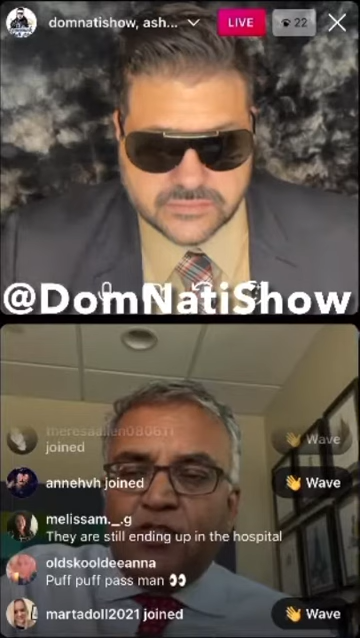 domnatishow, ash...
LIVE
22
@DomNatiShow
theresaallen080611
joined
Wave
annehvh joined
Wave
melissam._.g
They are still ending up in the hospital
oldskooldeeanna
Puff puff pass man 👀
martadoll2021 joined
Wave